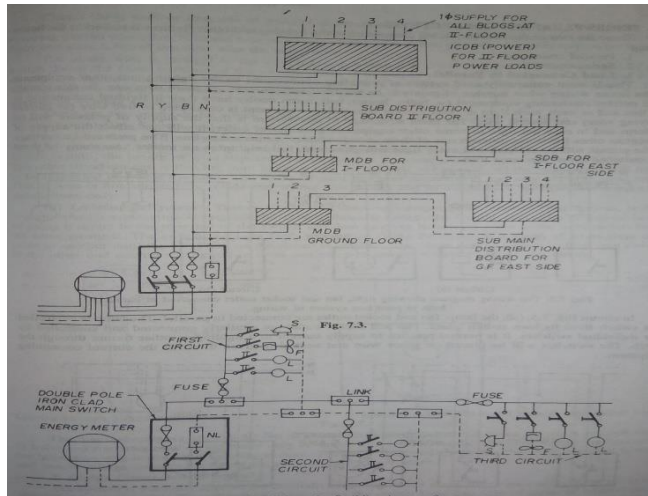 1 2 3 4
1ϕ SUPPLY FOR
ALL BLDGS. AT
II-FLOOR
ICDB (POWER)
FOR II-FLOOR
POWER LOADS
R Y B N
SUB DISTRIBUTION
BOARD II FLOOR
MDB FOR
I-FLOOR
SDB FOR
I-FLOOR EAST
SIDE
1 2 3
MDB
GROUND FLOOR
1 2 3 4
SUB MAIN
DISTRIBUTION
BOARD FOR
G.F EAST SIDE
Fig. 7.3.
FIRST
CIRCUIT
S
F
L
L
FUSE
LINK
FUSE
DOUBLE POLE
IRON CLAD
MAIN SWITCH
ENERGY METER
NL
SECOND
CIRCUIT
S F L L
THIRD CIRCUIT